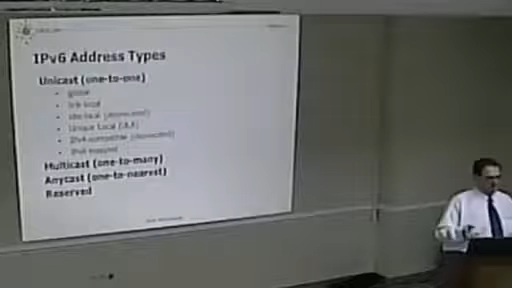 IPv6 Address Types
Unicast (one-to-one)
global
link-local
site-local (deprecated)
Unique Local (ULA)
IPv4-compatible (deprecated)
IPv4-mapped
Multicast (one-to-many)
Anycast (one-to-nearest)
Reserved